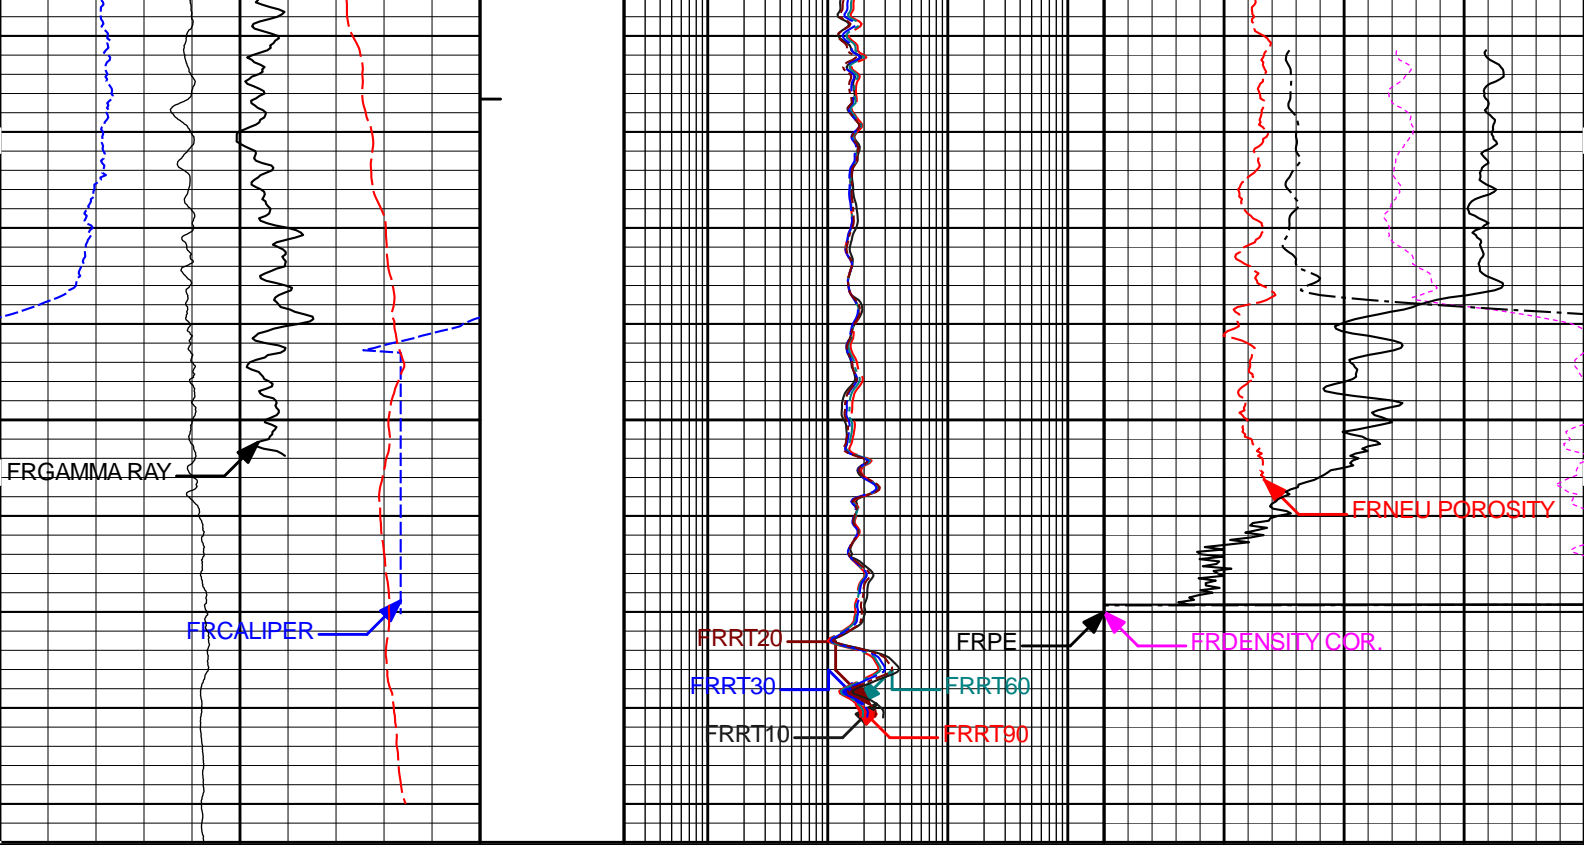 FRGAMMA RAY
FRNEU POROSITY
FRCALIPER
FRRT20
FRPE
FRDENSITY COR.
FRRT30
FRRT60
FRRT10
FRRT90